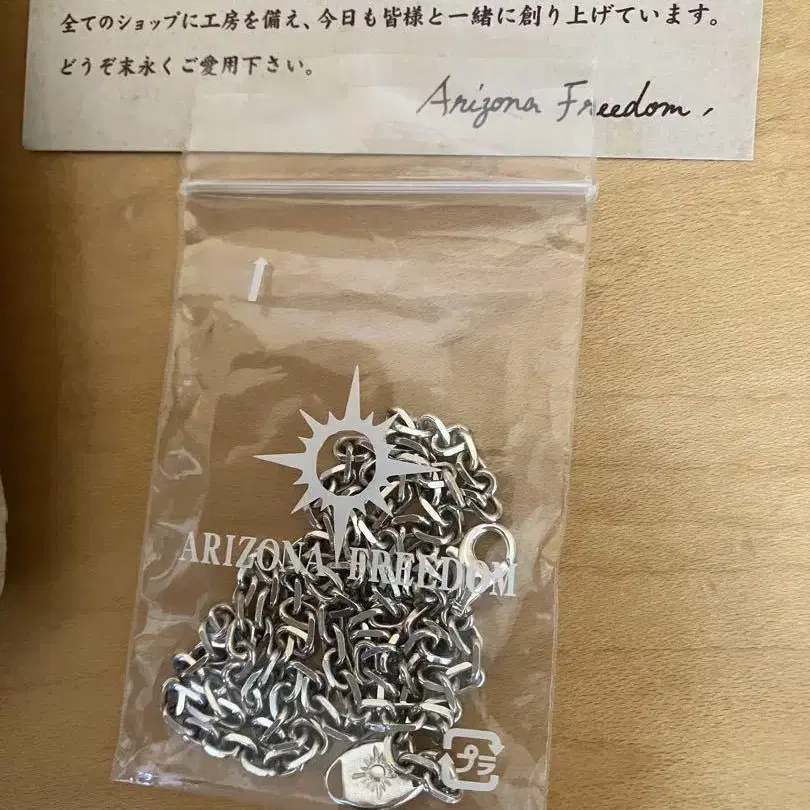 全てのショップに工房を備え、今日も皆様と一緒に創り上げています。
どうぞ末永くご愛用下さい。
Arizona Freedom,
ARIZONA FREEDOM
プラ